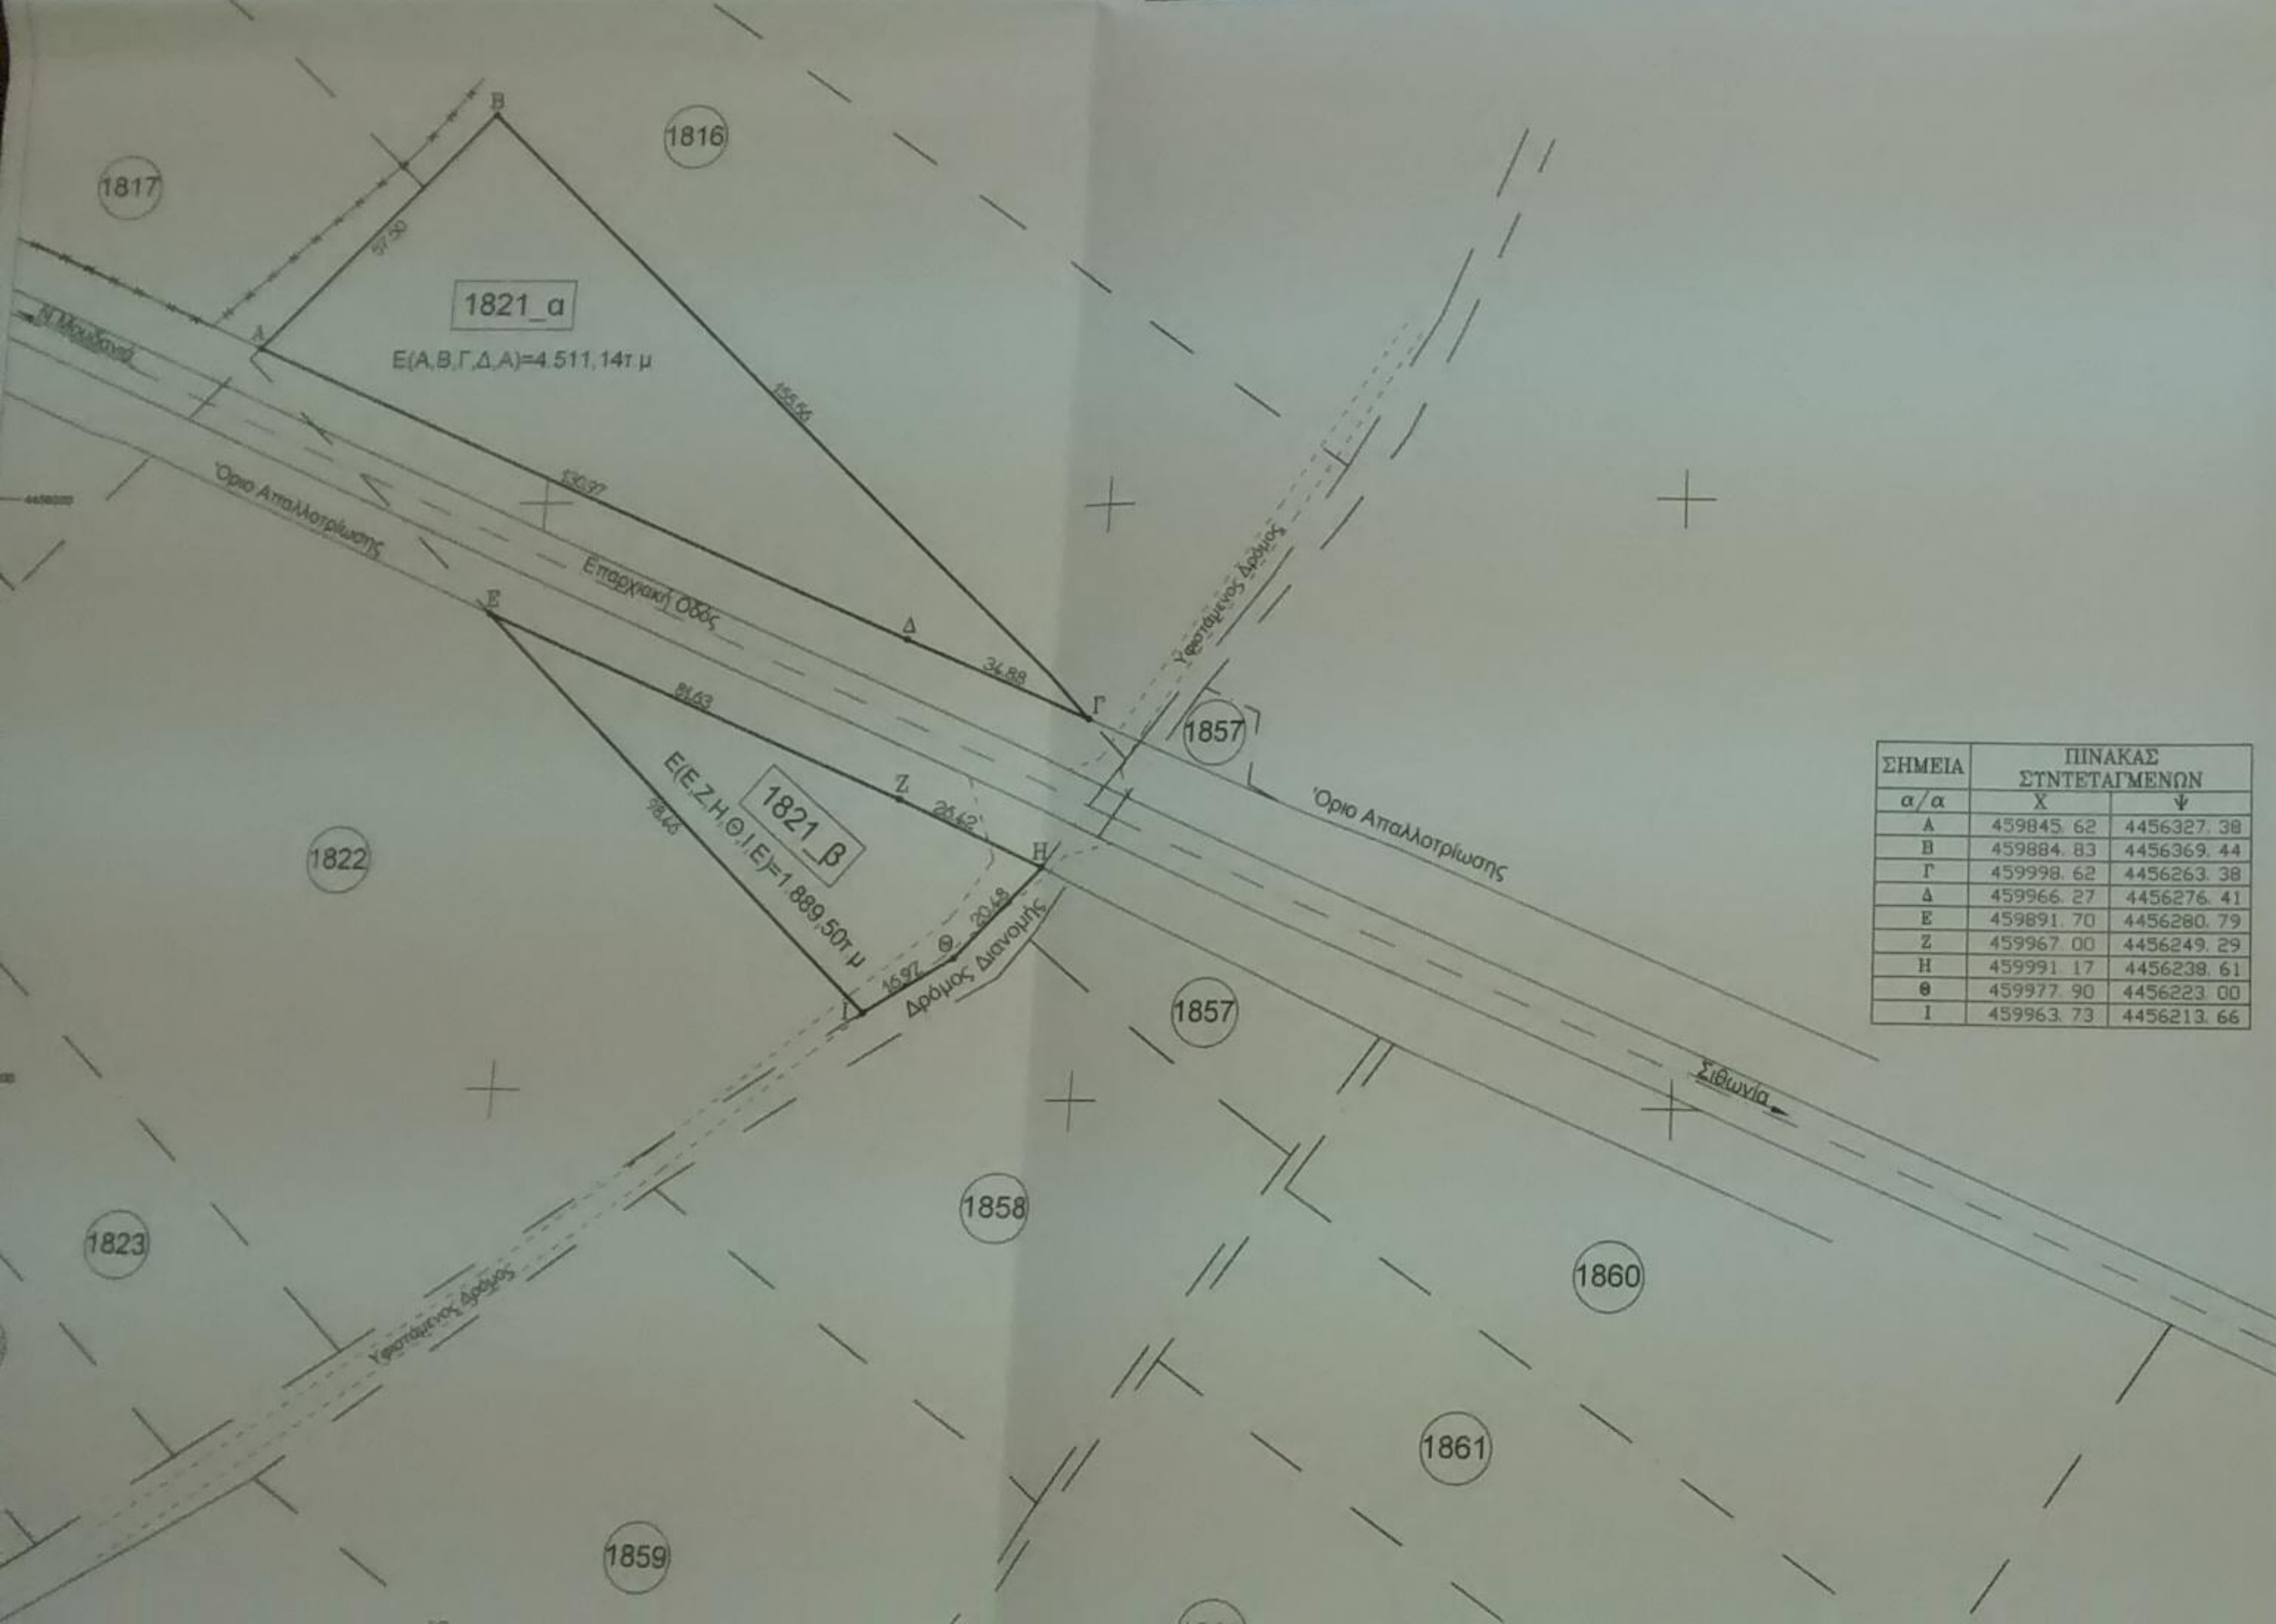 B
1816
1817
57.50
1821_α
A
Ν.Μουδανιά
Ε(Α,Β,Γ,Δ,Α)=4.511,14τ.μ
155.56
130.97
4456300
Όριο Απαλλοτρίωσης
Επαρχιακή Οδός
Υφιστάμενος Δρόμος
E
Δ
34.88
Γ
81.63
1857
Z
26.42
1821_β
Ε(Ε,Ζ,Η,Θ,Ι,Ε)=1.889,50τ.μ
98.46
H
Όριο Απαλλοτρίωσης
1822
20.48
Θ
16.97
I
Δρόμος Διανομής
1857
ΣΗΜΕΙΑ ΠΙΝΑΚΑΣ
ΣΥΝΤΕΤΑΓΜΕΝΩΝ
α/α Χ Ψ
Α 459845.62 4456327.38
Β 459884.83 4456369.44
Γ 459998.62 4456263.38
Δ 459966.27 4456276.41
Ε 459891.70 4456280.79
Ζ 459967.00 4456249.29
Η 459991.17 4456238.61
Θ 459977.90 4456223.00
Ι 459963.73 4456213.66
Σιθωνία
1858
1823
1860
Υφιστάμενος Δρόμος
1861
1859